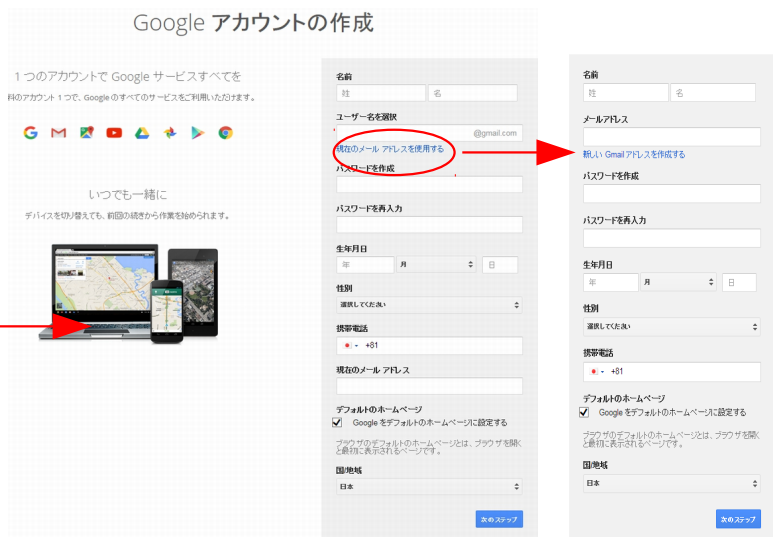 Google アカウントの作成
1 つのアカウントで Google サービスすべてを
料のアカウント 1 つで、Google のすべてのサービスをご利用いただけます。
いつでも一緒に
デバイスを切り替えても、前回の続きから作業を始められます。
名前
姓 名
ユーザー名を選択
@gmail.com
現在のメール アドレスを使用する
パスワードを作成
パスワードを再入力
生年月日
年 月 日
性別
選択してください
携帯電話
+81
現在のメール アドレス
デフォルトのホームページ
Google をデフォルトのホームページに設定する
ブラウザのデフォルトのホームページとは、ブラウザを開く
と最初に表示されるページです。
国/地域
日本
次のステップ
名前
姓 名
メールアドレス
新しい Gmail アドレスを作成する
パスワードを作成
パスワードを再入力
生年月日
年 月 日
性別
選択してください
携帯電話
+81
デフォルトのホームページ
Google をデフォルトのホームページに設定する
ブラウザのデフォルトのホームページとは、ブラウザを開く
と最初に表示されるページです。
国/地域
日本
次のステップ